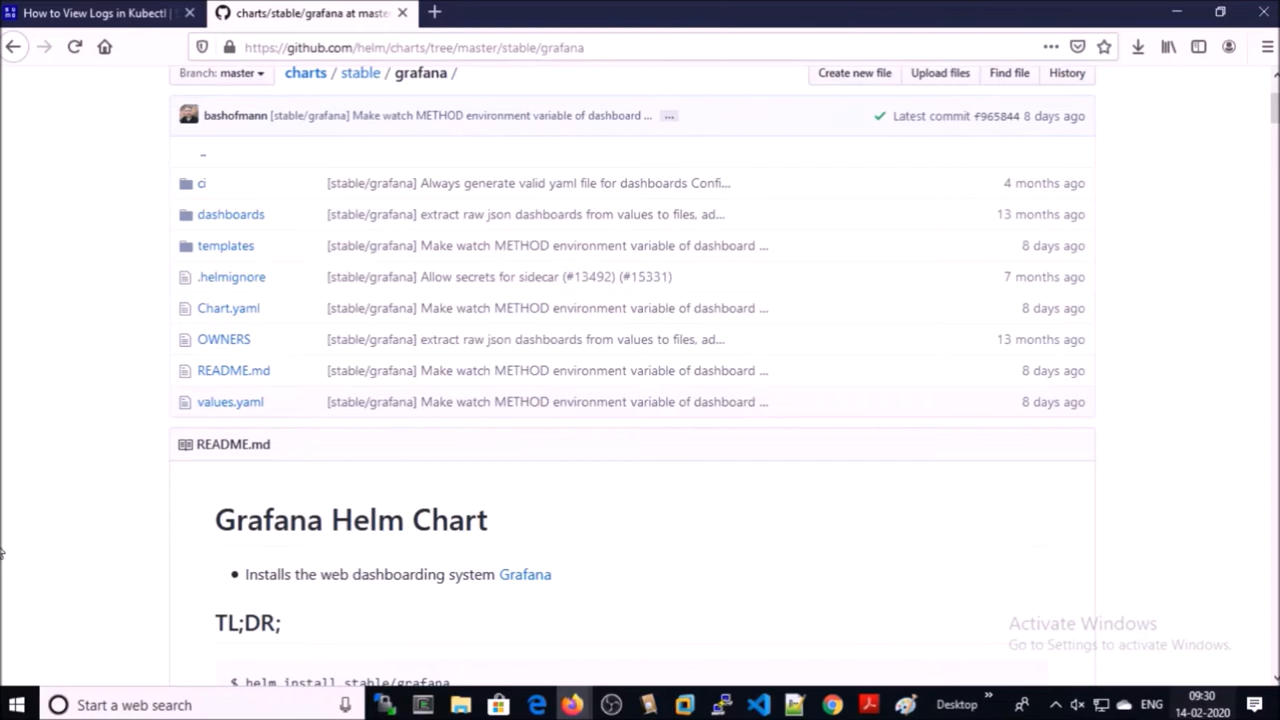 How to View Logs in Kubectl | S
charts/stable/grafana at maste
https://github.com/helm/charts/tree/master/stable/grafana
Branch: master
charts / stable / grafana /
Create new file
Upload files
Find file
History
bashofmann [stable/grafana] Make watch METHOD environment variable of dashboard ...
Latest commit f965844 8 days ago
..
ci [stable/grafana] Always generate valid yaml file for dashboards Confi... 4 months ago
dashboards [stable/grafana] extract raw json dashboards from values to files, ad... 13 months ago
templates [stable/grafana] Make watch METHOD environment variable of dashboard ... 8 days ago
.helmignore [stable/grafana] Allow secrets for sidecar (#13492) (#15331) 7 months ago
Chart.yaml [stable/grafana] Make watch METHOD environment variable of dashboard ... 8 days ago
OWNERS [stable/grafana] extract raw json dashboards from values to files, ad... 13 months ago
README.md [stable/grafana] Make watch METHOD environment variable of dashboard ... 8 days ago
values.yaml [stable/grafana] Make watch METHOD environment variable of dashboard ... 8 days ago
README.md
Grafana Helm Chart
• Installs the web dashboarding system Grafana
TL;DR;
$ helm install stable/grafana
Activate Windows
Go to Settings to activate Windows.
Start a web search
Desktop
ENG
09:30
14-02-2020